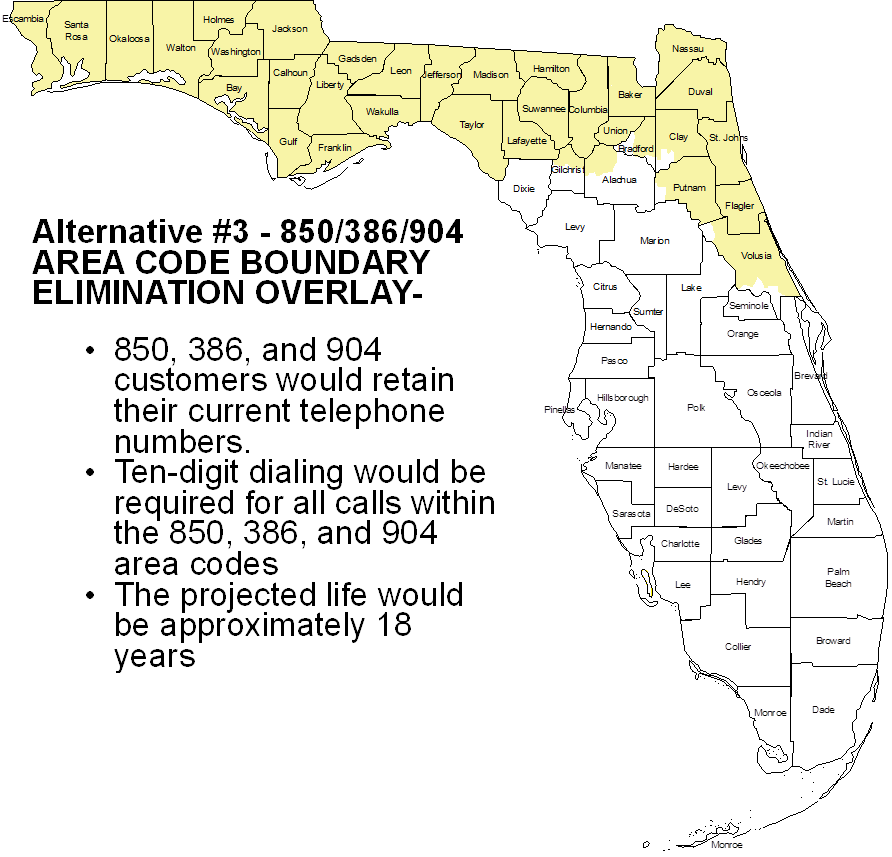 Escambia
Santa
Rosa
Okaloosa
Walton
Holmes
Washington
Jackson
Bay
Calhoun
Gulf
Liberty
Gadsden
Franklin
Leon
Wakulla
Jefferson
Madison
Taylor
Hamilton
Suwannee
Lafayette
Columbia
Baker
Union
Bradford
Nassau
Duval
Clay
St. Johns
Putnam
Flagler
Volusia
Gilchrist
Alachua
Dixie
Levy
Marion
Alternative #3 - 850/386/904
AREA CODE BOUNDARY
ELIMINATION OVERLAY-
• 850, 386, and 904
customers would retain
their current telephone
numbers.
• Ten-digit dialing would be
required for all calls within
the 850, 386, and 904
area codes
• The projected life would
be approximately 18
years
Citrus
Sumter
Lake
Seminole
Hernando
Orange
Pasco
Brevard
Hillsborough
Pinellas
Polk
Osceola
Indian
River
Manatee
Hardee
Levy
Okeechobee
St. Lucie
Sarasota
DeSoto
Martin
Charlotte
Glades
Lee
Hendry
Palm
Beach
Collier
Broward
Monroe
Dade
Monroe